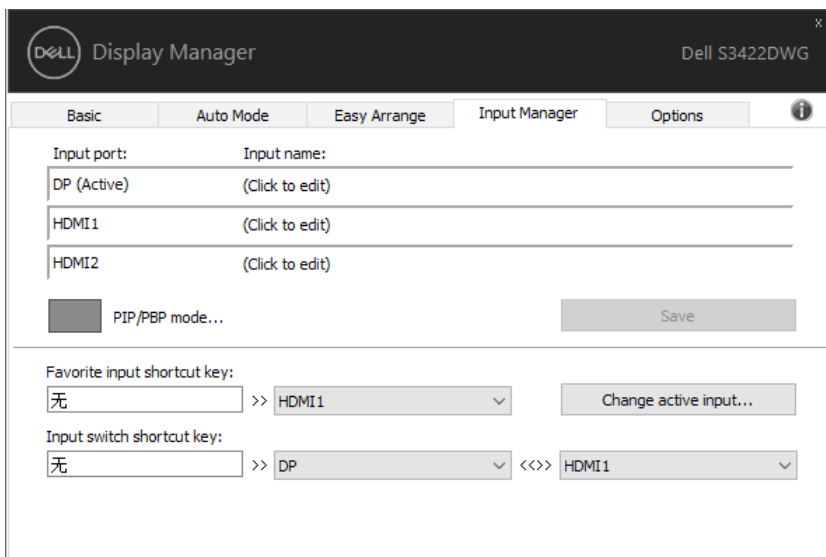 x
DELL Display Manager Dell S3422DWG
Basic Auto Mode Easy Arrange Input Manager Options i
Input port: Input name:
DP (Active) (Click to edit)
HDMI1 (Click to edit)
HDMI2 (Click to edit)
PIP/PBP mode... Save
Favorite input shortcut key:
无 >> HDMI1 Change active input...
Input switch shortcut key:
无 >> DP <<>> HDMI1